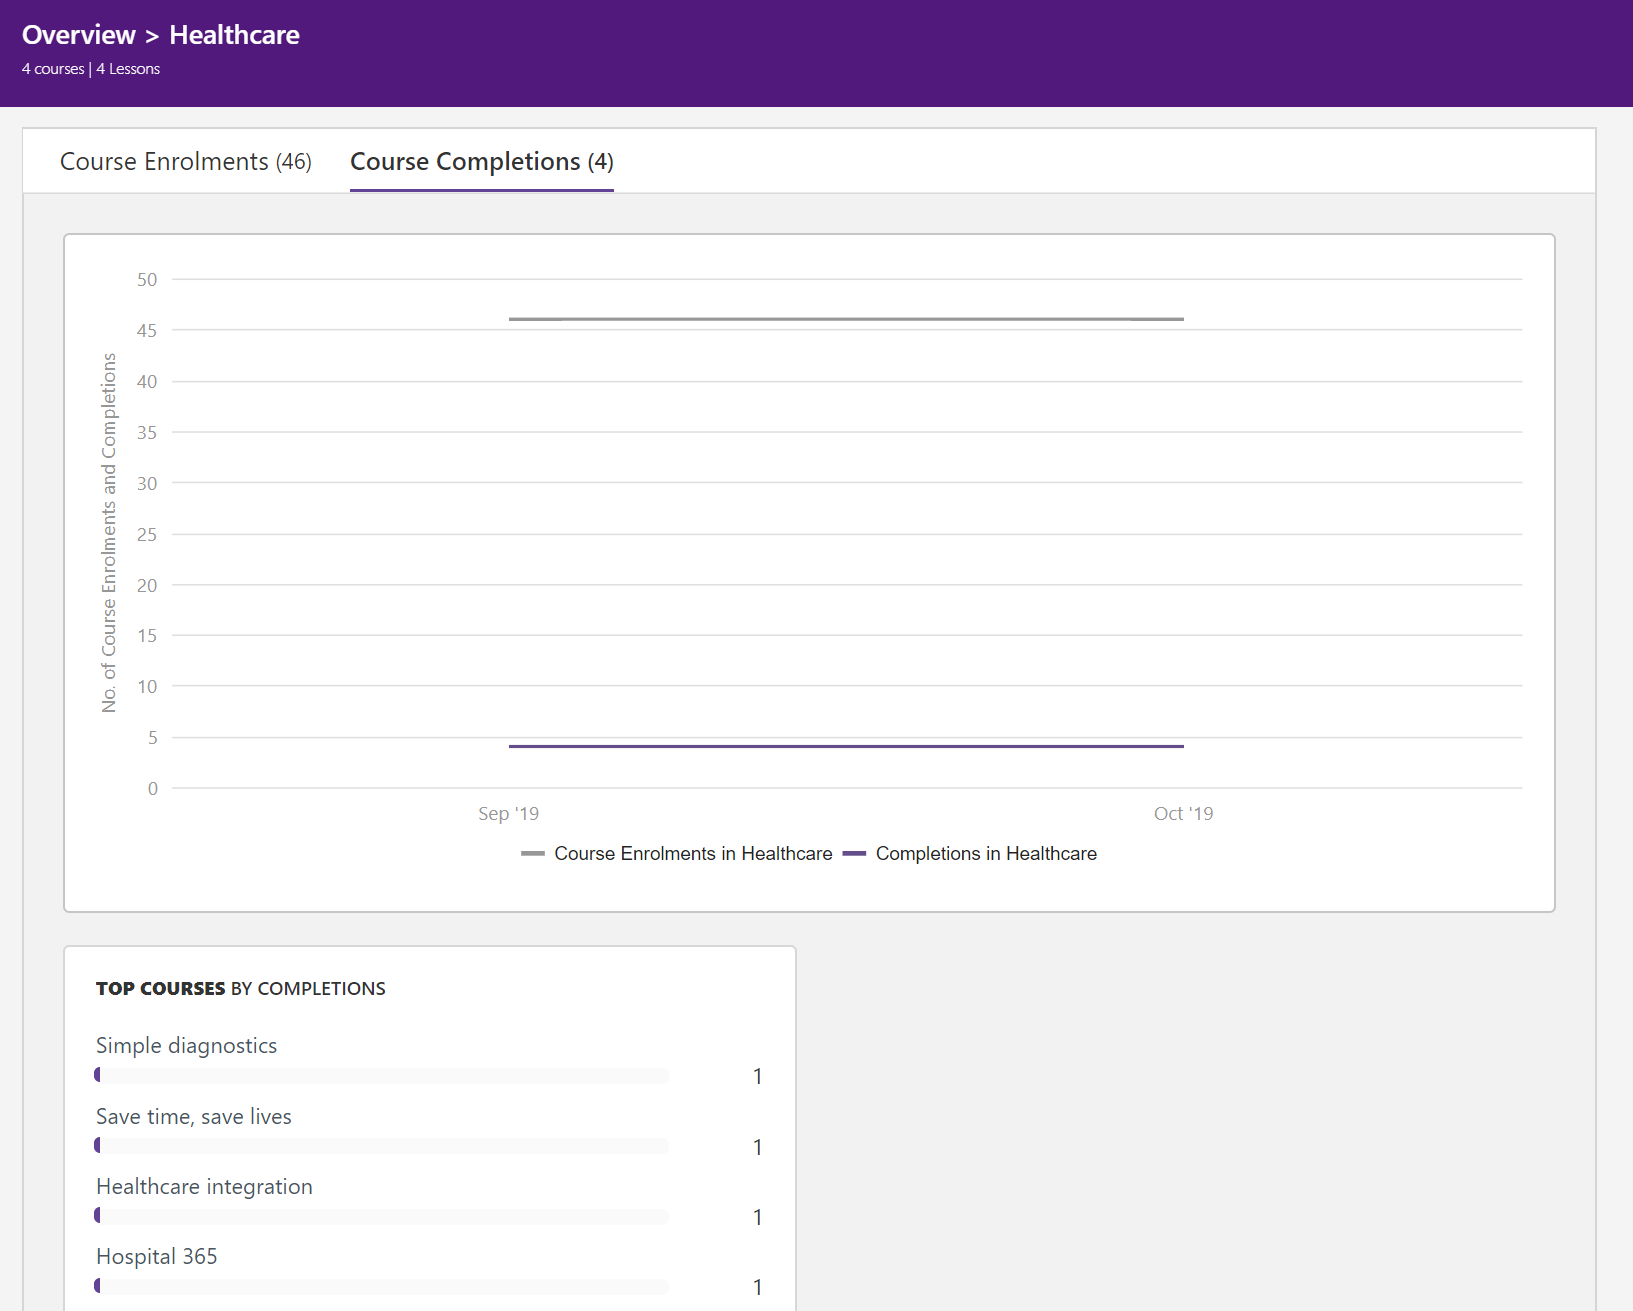 Overview > Healthcare
4 courses | 4 Lessons
Course Enrolments (46) Course Completions (4)
No. of Course Enrolments and Completions
50
45
40
35
30
25
20
15
10
5
0
Sep '19 Oct '19
Course Enrolments in Healthcare Completions in Healthcare
TOP COURSES BY COMPLETIONS
Simple diagnostics
1
Save time, save lives
1
Healthcare integration
1
Hospital 365
1